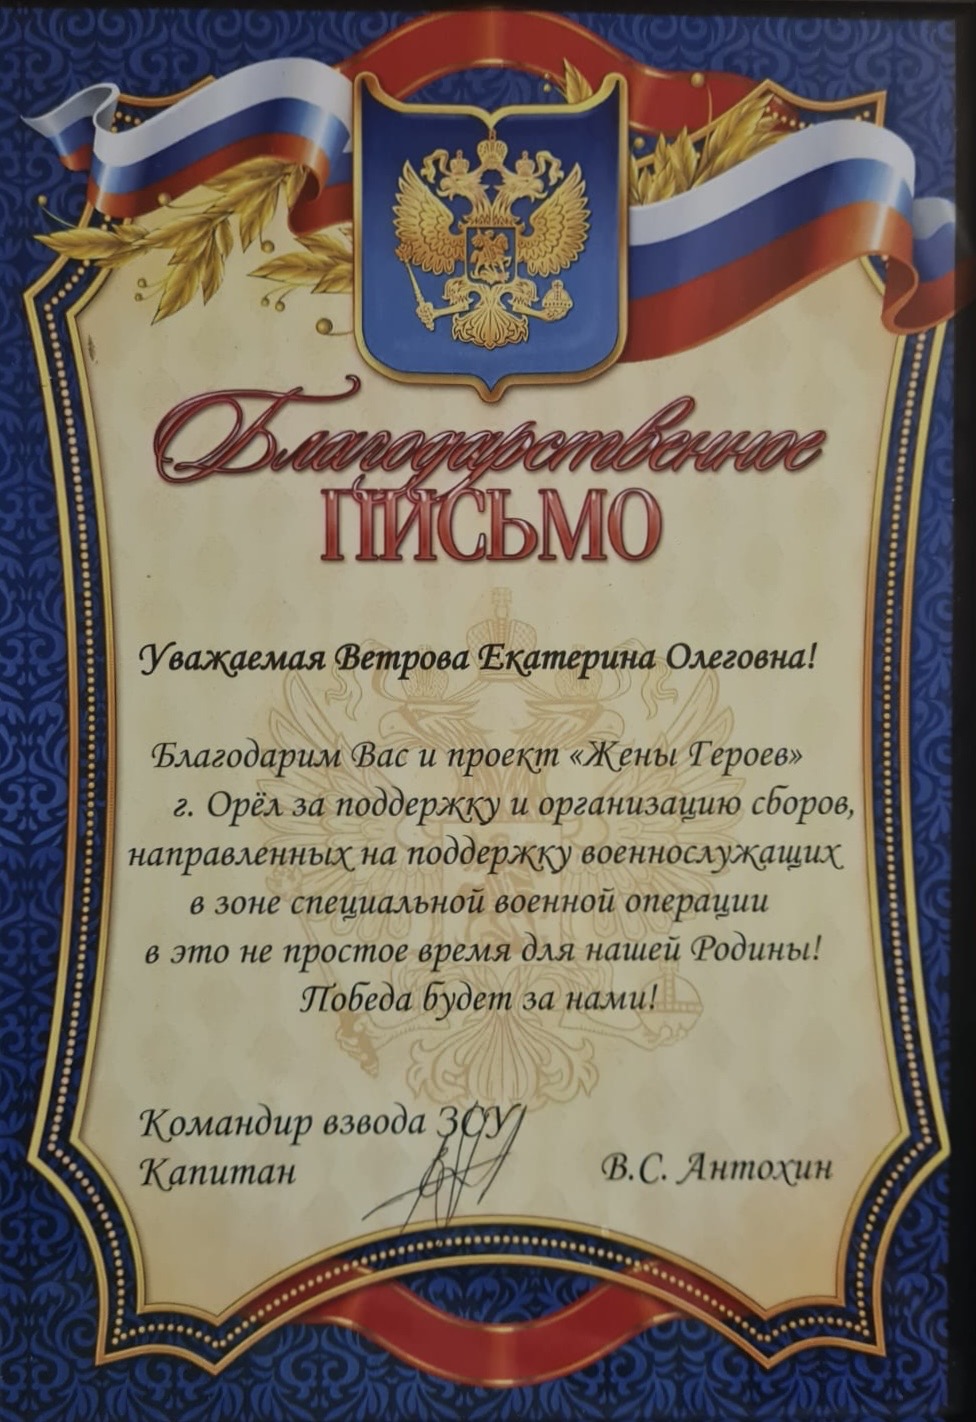 Благодарственное
ПИСЬМО
Уважаемая Ветрова Екатерина Олеговна!
Благодарим Вас и проект «Жены Героев»
г. Орёл за поддержку и организацию сборов,
направленных на поддержку военнослужащих
в зоне специальной военной операции
в это не простое время для нашей Родины!
Победа будет за нами!
Командир взвода ЗСУ
Капитан
В.С. Антохин